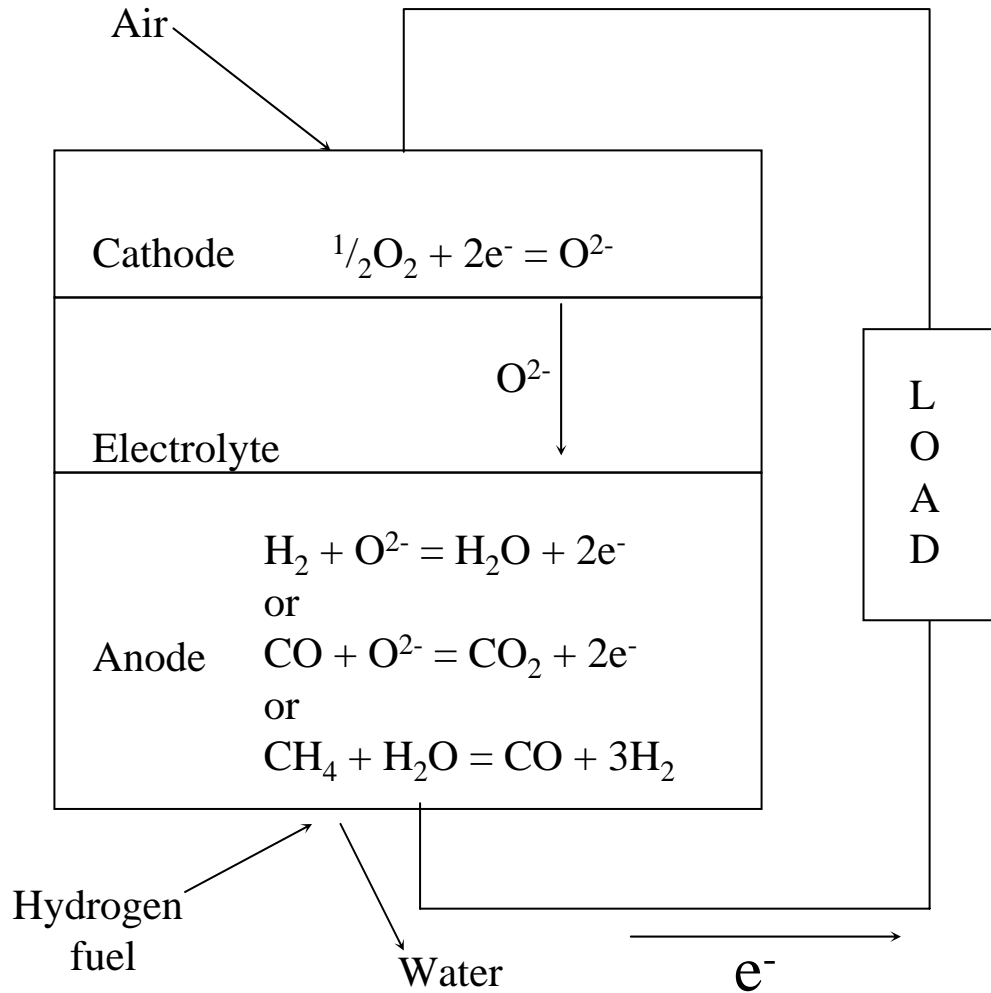 Air
Cathode ¹/₂O₂ + 2e⁻ = O²⁻
O²⁻
Electrolyte
H₂ + O²⁻ = H₂O + 2e⁻
or
Anode CO + O²⁻ = CO₂ + 2e⁻
or
CH₄ + H₂O = CO + 3H₂
L
O
A
D
Hydrogen
fuel
Water
e⁻